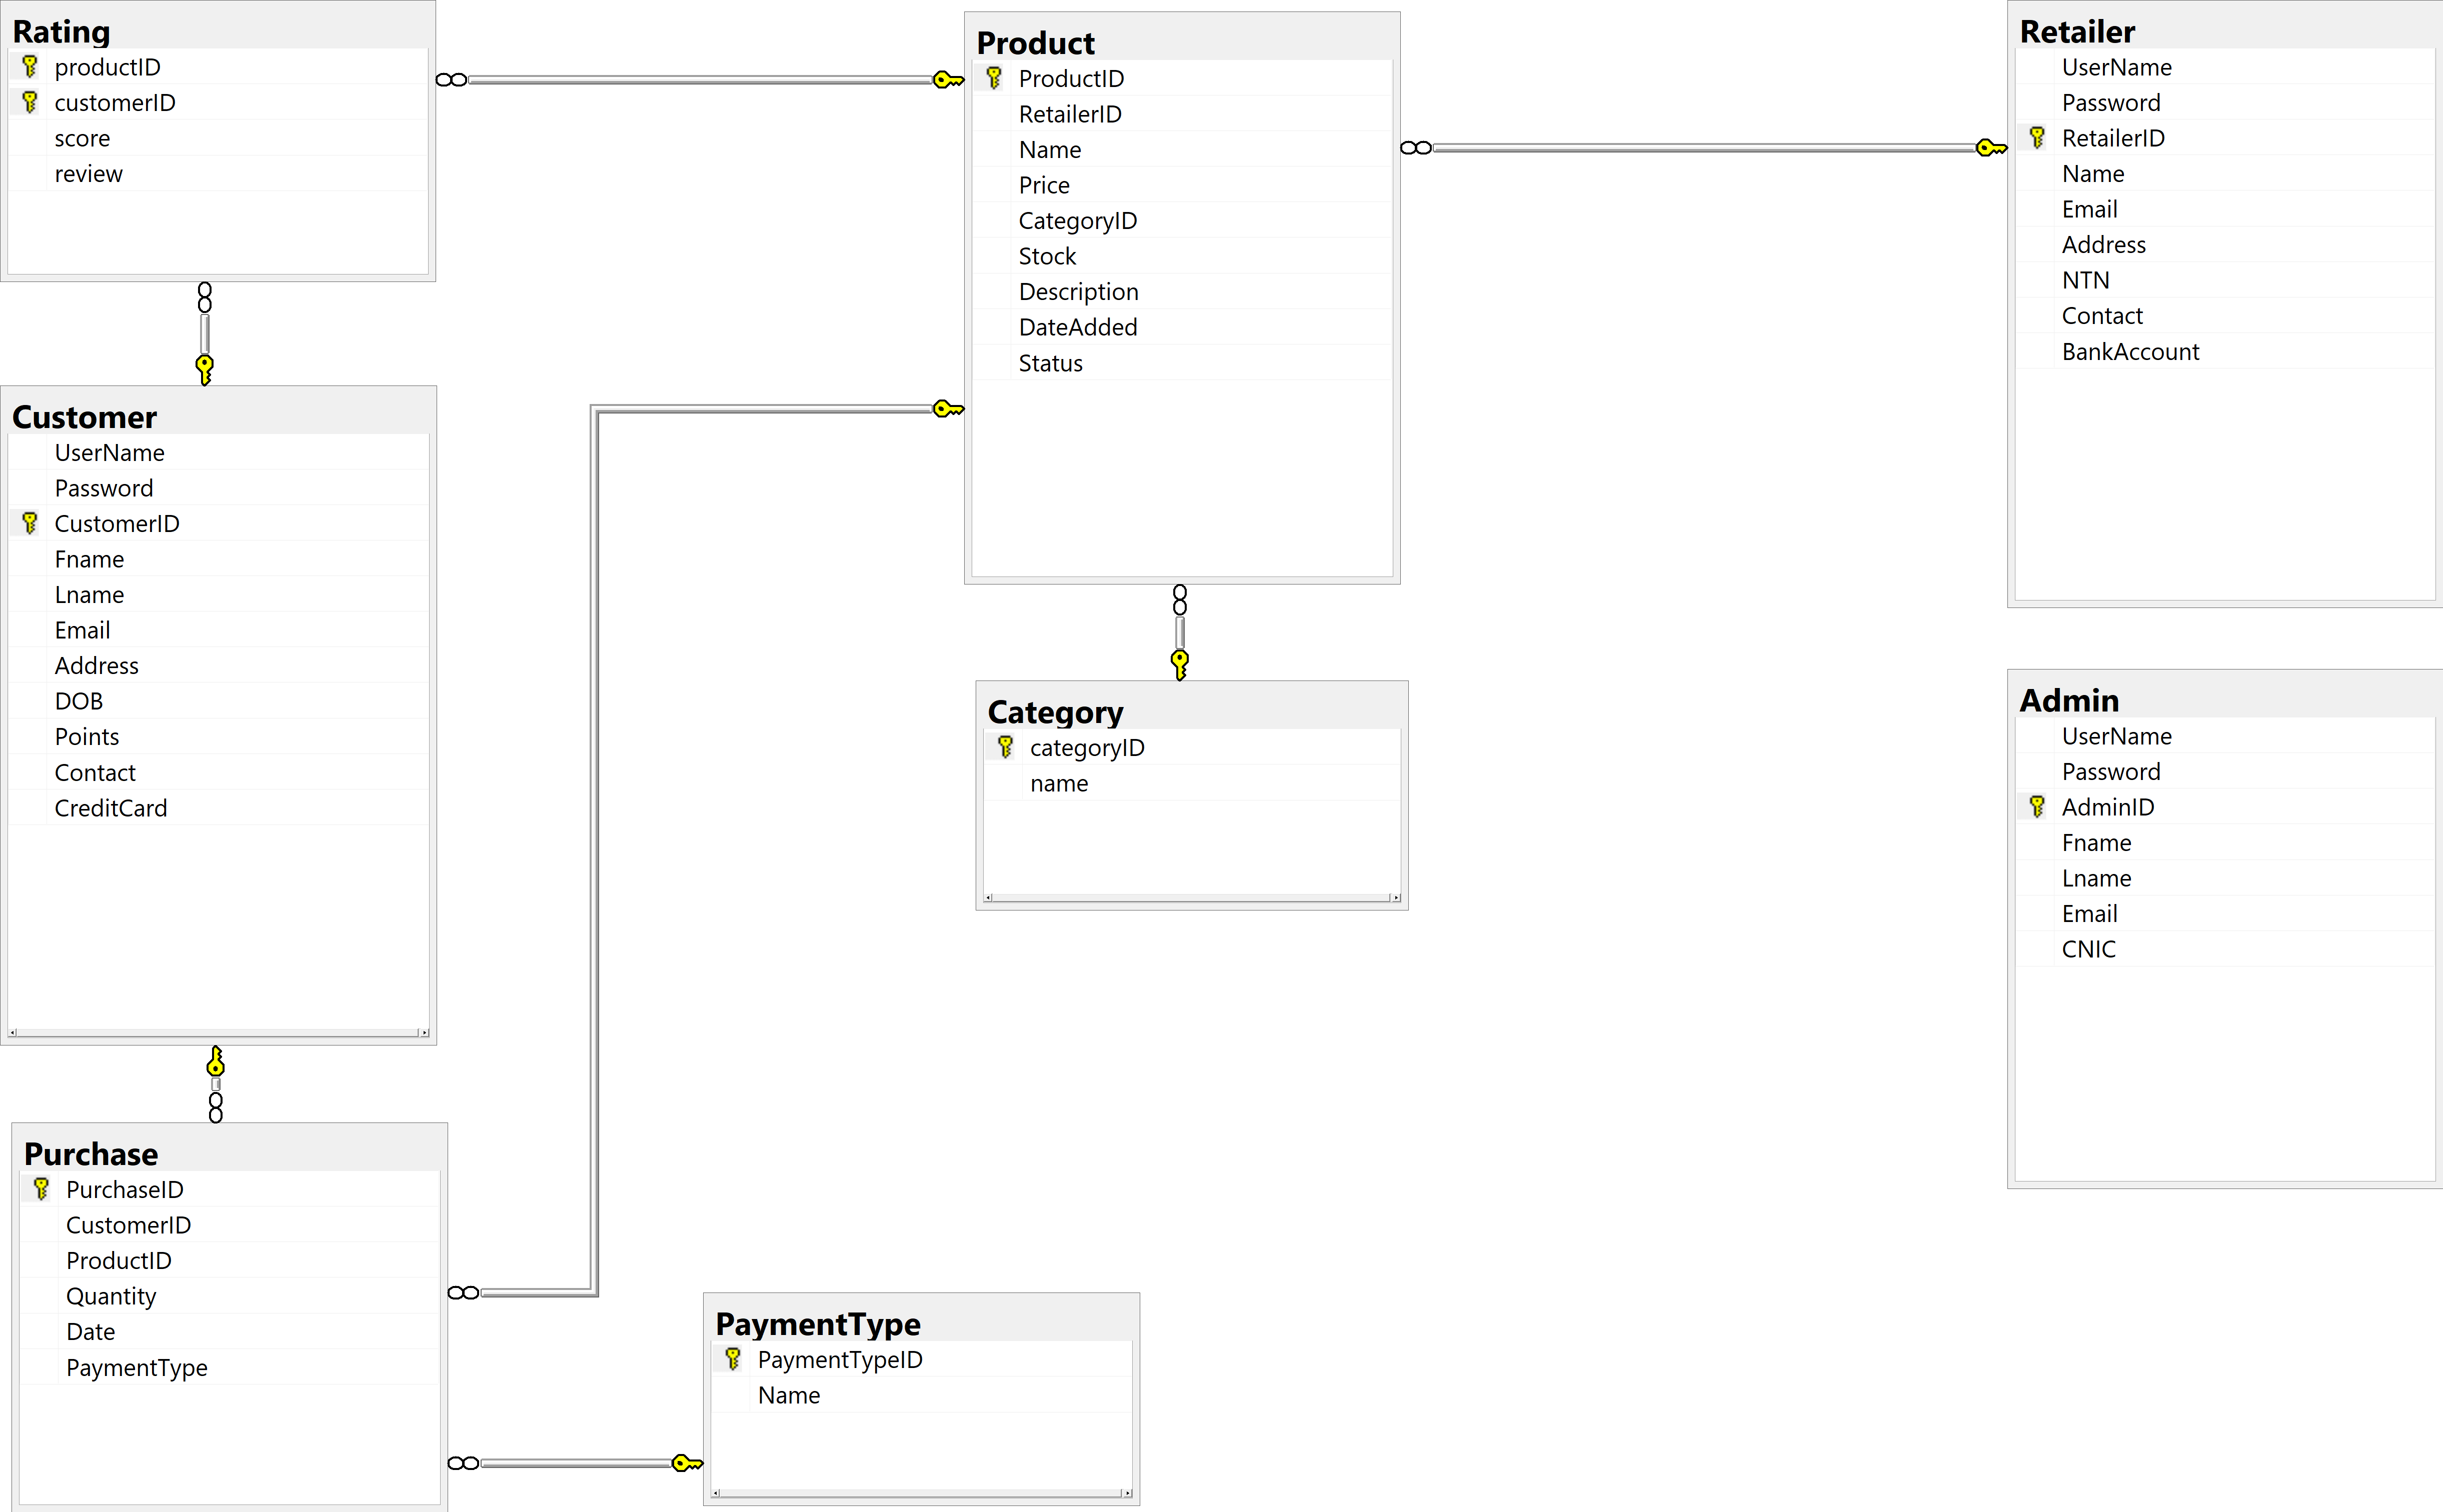 Rating
productID
customerID
score
review
Product
ProductID
RetailerID
Name
Price
CategoryID
Stock
Description
DateAdded
Status
Retailer
UserName
Password
RetailerID
Name
Email
Address
NTN
Contact
BankAccount
Customer
UserName
Password
CustomerID
Fname
Lname
Email
Address
DOB
Points
Contact
CreditCard
Category
categoryID
name
Admin
UserName
Password
AdminID
Fname
Lname
Email
CNIC
Purchase
PurchaseID
CustomerID
ProductID
Quantity
Date
PaymentType
PaymentType
PaymentTypeID
Name